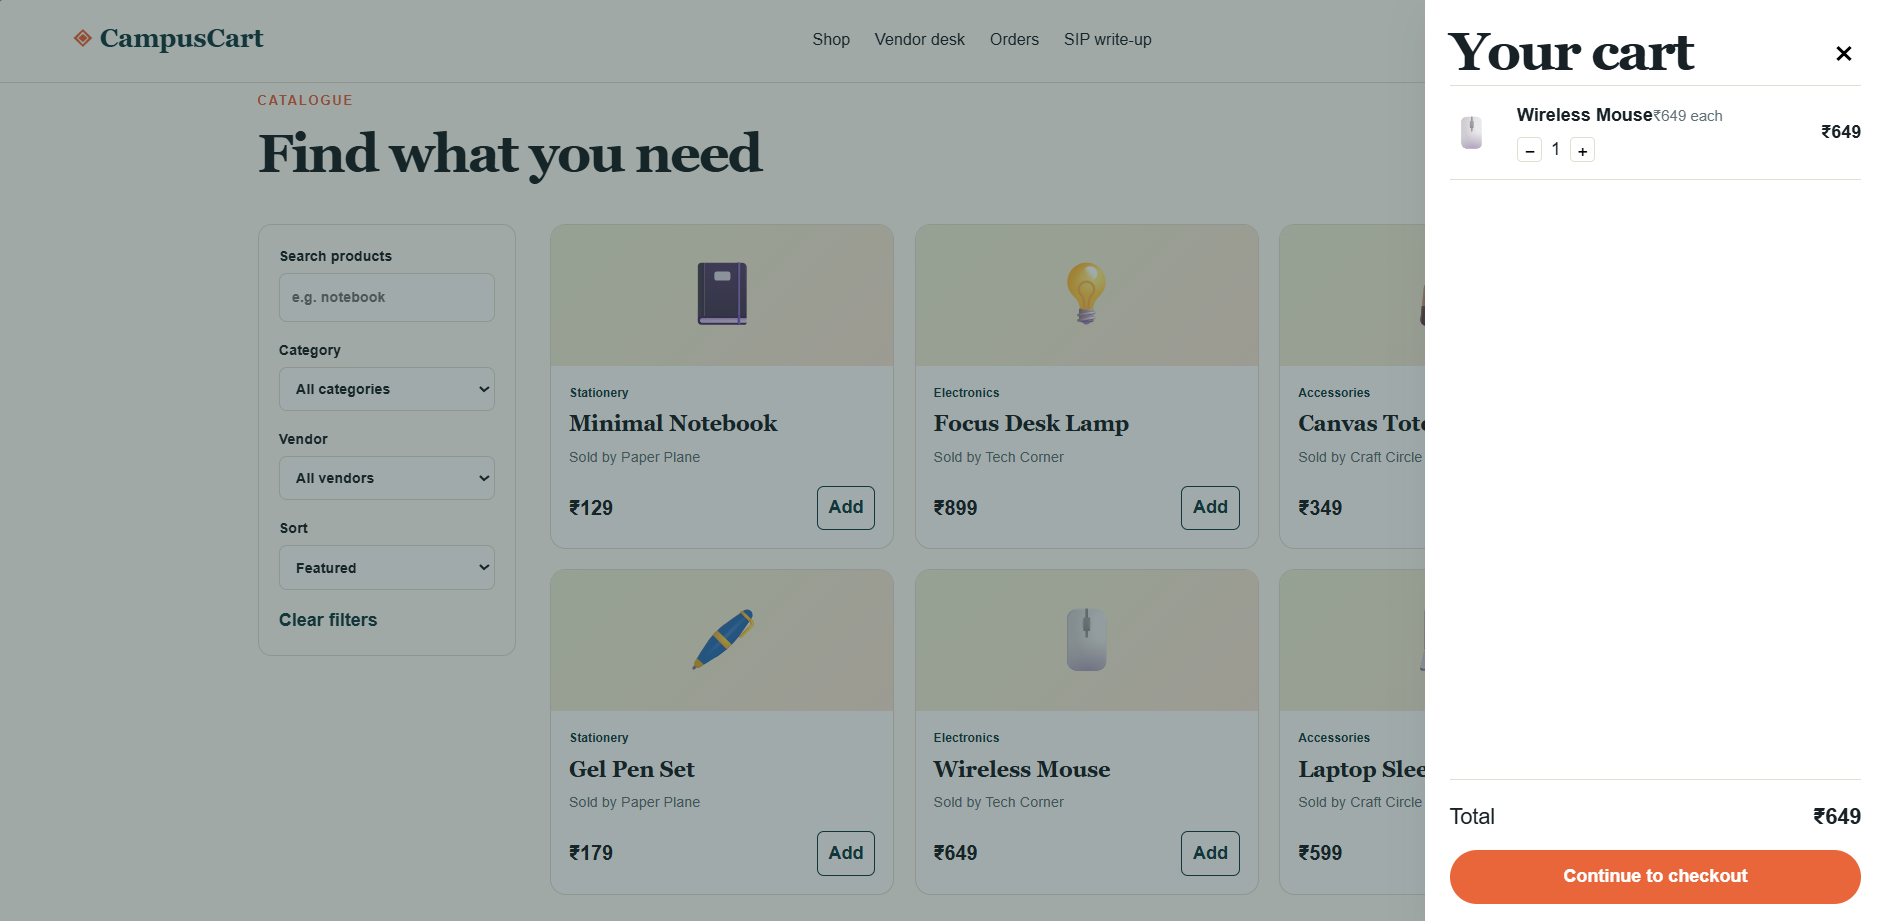 CampusCart
Shop
Vendor desk
Orders
SIP write-up
CATALOGUE
Find what you need
Search products
e.g. notebook
Category
All categories
Vendor
All vendors
Sort
Featured
Clear filters
Stationery
Minimal Notebook
Sold by Paper Plane
₹129
Add
Electronics
Focus Desk Lamp
Sold by Tech Corner
₹899
Add
Accessories
Canvas
Sold by Craft Circle
₹349
Stationery
Gel Pen Set
Sold by Paper Plane
₹179
Add
Electronics
Wireless Mouse
Sold by Tech Corner
₹649
Add
Accessories
Laptop
Sold by Craft Circle
₹599
Your cart
×
Wireless Mouse₹649 each
₹649
− 1 +
Total
₹649
Continue to checkout